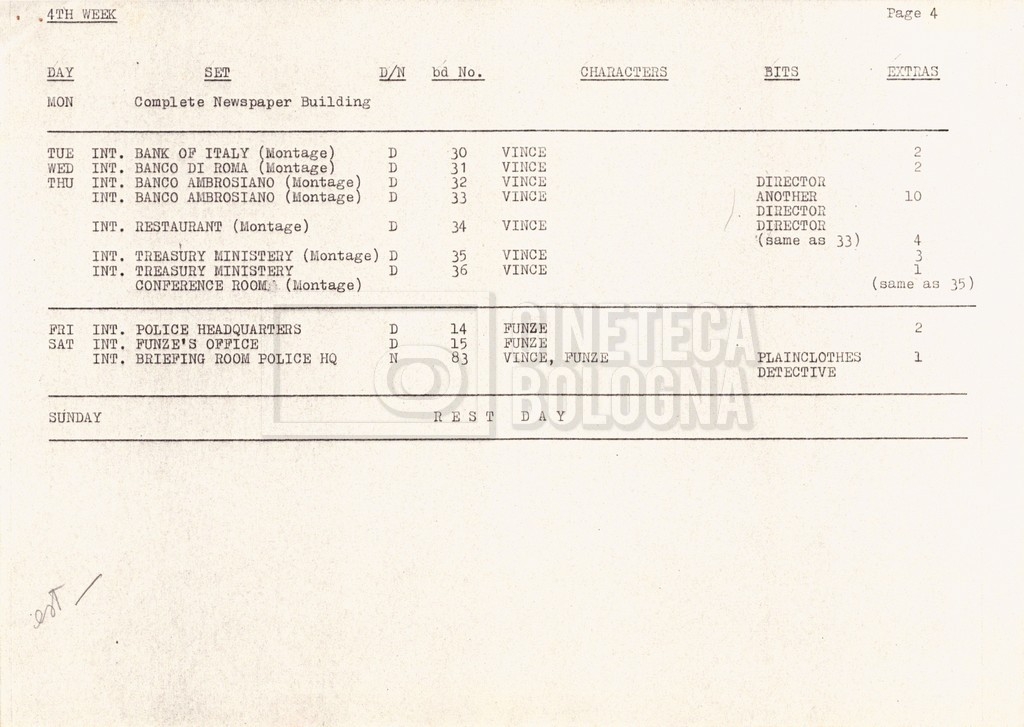 4TH WEEK Page 4
DAY SET D/N bd No. CHARACTERS BITS EXTRAS
MON Complete Newspaper Building
TUE INT. BANK OF ITALY (Montage) D 30 VINCE 2
WED INT. BANCO DI ROMA (Montage) D 31 VINCE 2
THU INT. BANCO AMBROSIANO (Montage) D 32 VINCE DIRECTOR
INT. BANCO AMBROSIANO (Montage) D 33 VINCE ANOTHER 10
DIRECTOR
INT. RESTAURANT (Montage) D 34 VINCE DIRECTOR
(same as 33) 4
INT. TREASURY MINISTERY (Montage) D 35 VINCE 3
INT. TREASURY MINISTERY D 36 VINCE 1
CONFERENCE ROOM (Montage) (same as 35)
FRI INT. POLICE HEADQUARTERS D 14 FUNZE 2
SAT INT. FUNZE'S OFFICE D 15 FUNZE
INT. BRIEFING ROOM POLICE HQ N 83 VINCE, FUNZE PLAINCLOTHES 1
DETECTIVE
SUNDAY R E S T D A Y
CINETECA
BOLOGNA
est